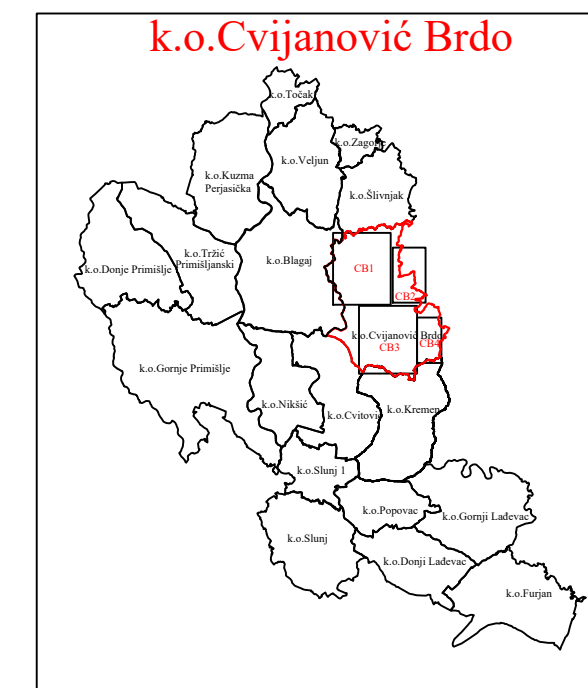 k.o.Cvijanović Brdo
k.o.Točak
k.o.Zagorje
k.o.Veljun
k.o.Kuzma
Perjasička
k.o.Šlivnjak
k.o.Tržić
Primišljanski
k.o.Donje Primišlje
k.o.Blagaj
CB1
CB2
k.o.Cvijanović Brdo
CB3
CB4
k.o.Gornje Primišlje
k.o.Nikšić
k.o.Cvitović
k.o.Kremen
k.o.Slunj 1
k.o.Popovac
k.o.Gornji Lađevac
k.o.Slunj
k.o.Donji Lađevac
k.o.Furjan